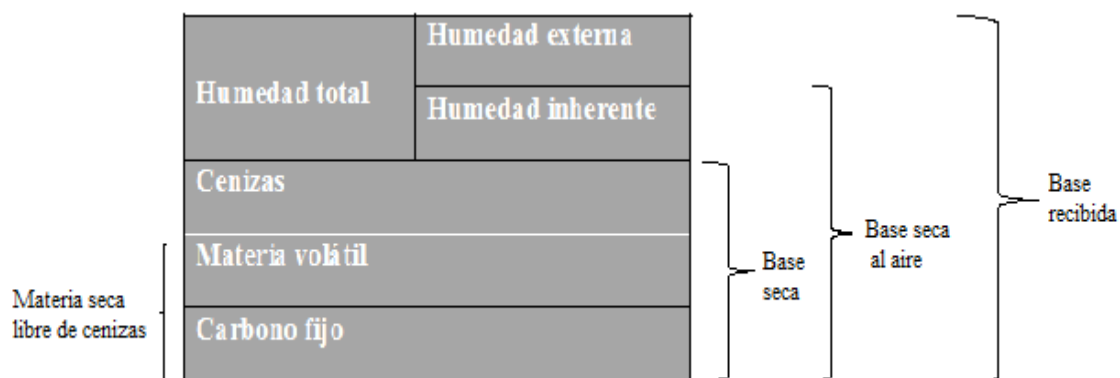 Humedad total
Humedad externa
Humedad inherente
Cenizas
Materia volátil
Carbono fijo
Materia seca
libre de cenizas
Base
seca
Base seca
al aire
Base
recibida